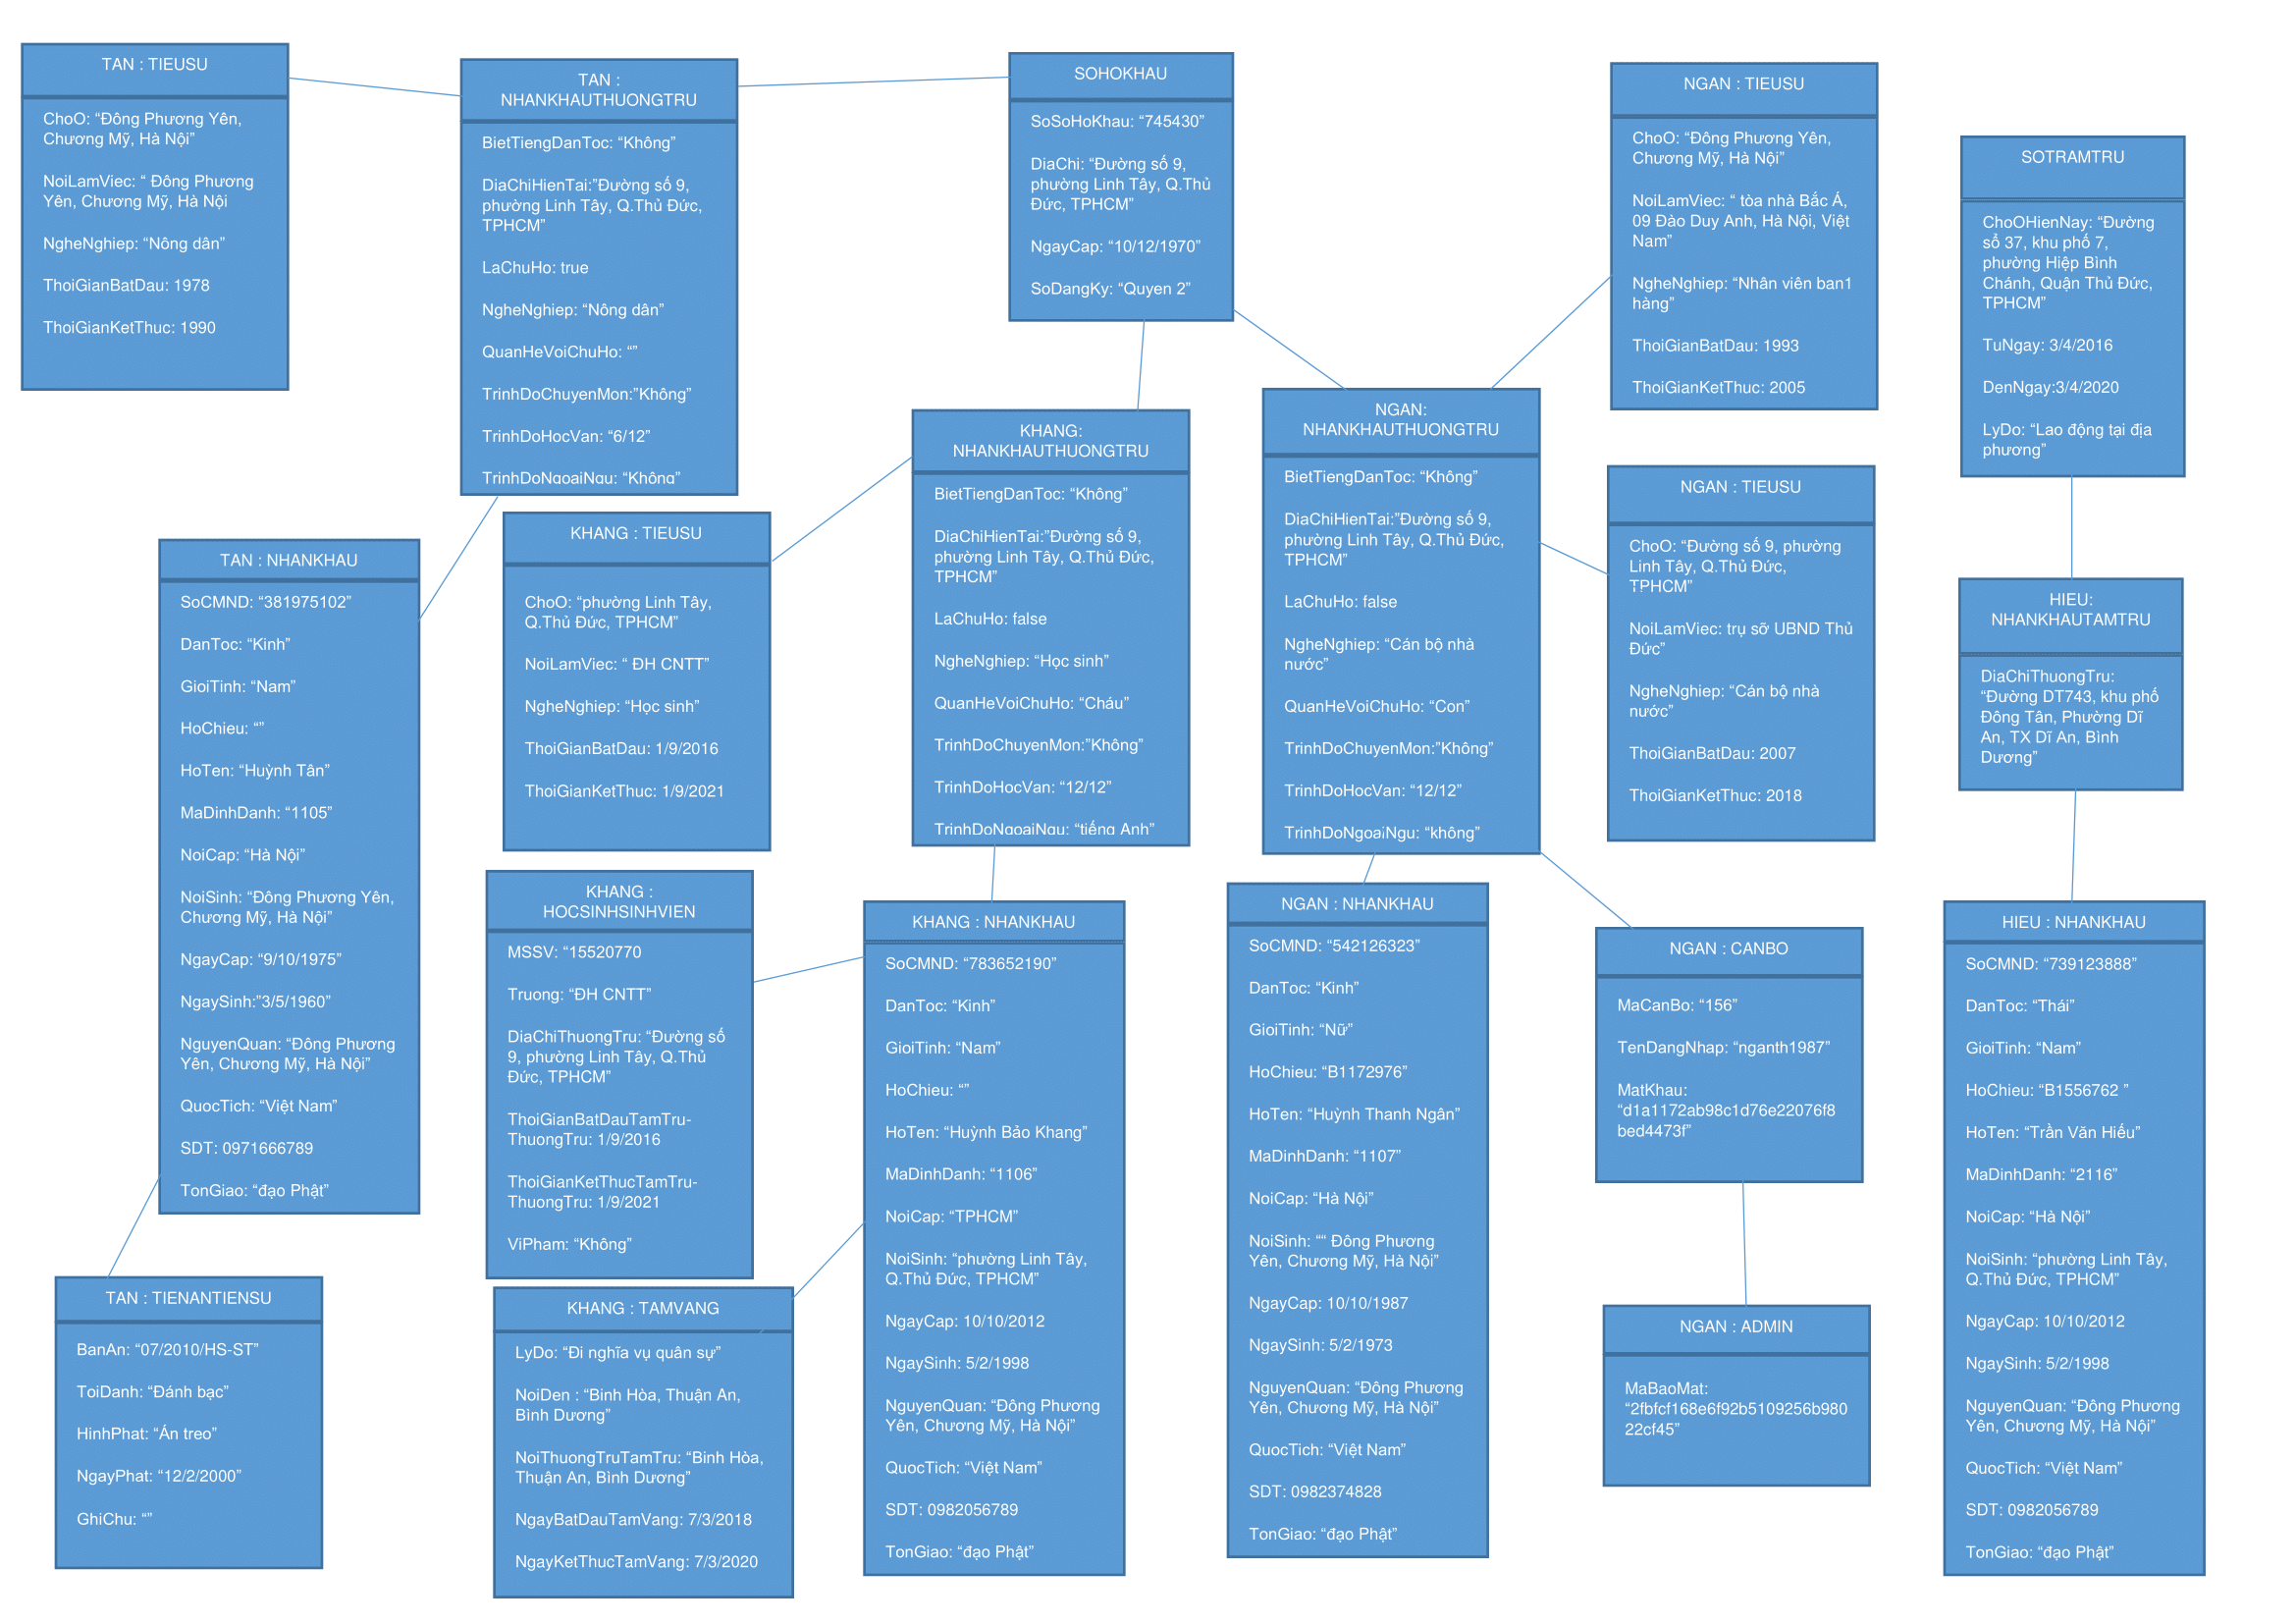 TAN : TIEUSU
ChoO: “Đông Phương Yên,
Chương Mỹ, Hà Nội”
NoiLamViec: “ Đông Phương
Yên, Chương Mỹ, Hà Nội
NgheNghiep: “Nông dân”
ThoiGianBatDau: 1978
ThoiGianKetThuc: 1990
TAN :
NHANKHAUTHUONGTRU
BietTiengDanToc: “Không”
DiaChiHienTai:”Đường số 9,
phường Linh Tây, Q.Thủ Đức,
TPHCM”
LaChuHo: true
NgheNghiep: “Nông dân”
QuanHeVoiChuHo: “”
TrinhDoChuyenMon:”Không”
TrinhDoHocVan: “6/12”
TrinhDoNgoaiNgu: “Không”
SOHOKHAU
SoSoHoKhau: “745430”
DiaChi: “Đường số 9,
phường Linh Tây, Q.Thủ
Đức, TPHCM”
NgayCap: “10/12/1970”
SoDangKy: “Quyen 2”
NGAN : TIEUSU
ChoO: “Đông Phương Yên,
Chương Mỹ, Hà Nội”
NoiLamViec: “ tòa nhà Bắc Á,
09 Đào Duy Anh, Hà Nội, Việt
Nam”
NgheNghiep: “Nhân viên ban1
hàng”
ThoiGianBatDau: 1993
ThoiGianKetThuc: 2005
SOTRAMTRU
ChoOHienNay: “Đường
số 37, khu phố 7,
phường Hiệp Bình
Chánh, Quận Thủ Đức,
TPHCM”
TuNgay: 3/4/2016
DenNgay:3/4/2020
LyDo: “Lao động tại địa
phương”
KHANG:
NHANKHAUTHUONGTRU
BietTiengDanToc: “Không”
DiaChiHienTai:”Đường số 9,
phường Linh Tây, Q.Thủ Đức,
TPHCM”
LaChuHo: false
NgheNghiep: “Học sinh”
QuanHeVoiChuHo: “Cháu”
TrinhDoChuyenMon:”Không”
TrinhDoHocVan: “12/12”
TrinhDoNgoaiNgu: “tiếng Anh”
NGAN:
NHANKHAUTHUONGTRU
BietTiengDanToc: “Không”
DiaChiHienTai:”Đường số 9,
phường Linh Tây, Q.Thủ Đức,
TPHCM”
LaChuHo: false
NgheNghiep: “Cán bộ nhà
nước”
QuanHeVoiChuHo: “Con”
TrinhDoChuyenMon:”Không”
TrinhDoHocVan: “12/12”
TrinhDoNgoaiNgu: “không”
NGAN : TIEUSU
ChoO: “Đường số 9, phường
Linh Tây, Q.Thủ Đức,
TPHCM”
NoiLamViec: trụ sỡ UBND Thủ
Đức”
NgheNghiep: “Cán bộ nhà
nước”
ThoiGianBatDau: 2007
ThoiGianKetThuc: 2018
HIEU:
NHANKHAUTAMTRU
DiaChiThuongTru:
“Đường DT743, khu phố
Đông Tân, Phường Dĩ
An, TX Dĩ An, Bình
Dương”
TAN : NHANKHAU
SoCMND: “381975102”
DanToc: “Kinh”
GioiTinh: “Nam”
HoChieu: “”
HoTen: “Huỳnh Tân”
MaDinhDanh: “1105”
NoiCap: “Hà Nội”
NoiSinh: “Đông Phương Yên,
Chương Mỹ, Hà Nội”
NgayCap: “9/10/1975”
NgaySinh:”3/5/1960”
NguyenQuan: “Đông Phương
Yên, Chương Mỹ, Hà Nội”
QuocTich: “Việt Nam”
SDT: 0971666789
TonGiao: “đạo Phật”
KHANG : TIEUSU
ChoO: “phường Linh Tây,
Q.Thủ Đức, TPHCM”
NoiLamViec: “ ĐH CNTT”
NgheNghiep: “Học sinh”
ThoiGianBatDau: 1/9/2016
ThoiGianKetThuc: 1/9/2021
KHANG :
HOCSINHSINHVIEN
MSSV: “15520770
Truong: “ĐH CNTT”
DiaChiThuongTru: “Đường số
9, phường Linh Tây, Q.Thủ
Đức, TPHCM”
ThoiGianBatDauTamTru-
ThuongTru: 1/9/2016
ThoiGianKetThucTamTru-
ThuongTru: 1/9/2021
ViPham: “Không”
KHANG : NHANKHAU
SoCMND: “783652190”
DanToc: “Kinh”
GioiTinh: “Nam”
HoChieu: “”
HoTen: “Huỳnh Bảo Khang”
MaDinhDanh: “1106”
NoiCap: “TPHCM”
NoiSinh: “phường Linh Tây,
Q.Thủ Đức, TPHCM”
NgayCap: 10/10/2012
NgaySinh: 5/2/1998
NguyenQuan: “Đông Phương
Yên, Chương Mỹ, Hà Nội”
QuocTich: “Việt Nam”
SDT: 0982056789
TonGiao: “đạo Phật”
NGAN : NHANKHAU
SoCMND: “542126323”
DanToc: “Kinh”
GioiTinh: “Nữ”
HoChieu: “B1172976”
HoTen: “Huỳnh Thanh Ngân”
MaDinhDanh: “1107”
NoiCap: “Hà Nội”
NoiSinh: ““ Đông Phương
Yên, Chương Mỹ, Hà Nội”
NgayCap: 10/10/1987
NgaySinh: 5/2/1973
NguyenQuan: “Đông Phương
Yên, Chương Mỹ, Hà Nội”
QuocTich: “Việt Nam”
SDT: 0982374828
TonGiao: “đạo Phật”
NGAN : CANBO
MaCanBo: “156”
TenDangNhap: “nganth1987”
MatKhau:
“d1a1172ab98c1d76e22076f8
bed4473f”
HIEU : NHANKHAU
SoCMND: “739123888”
DanToc: “Thái”
GioiTinh: “Nam”
HoChieu: “B1556762 ”
HoTen: “Trần Văn Hiếu”
MaDinhDanh: “2116”
NoiCap: “Hà Nội”
NoiSinh: “phường Linh Tây,
Q.Thủ Đức, TPHCM”
NgayCap: 10/10/2012
NgaySinh: 5/2/1998
NguyenQuan: “Đông Phương
Yên, Chương Mỹ, Hà Nội”
QuocTich: “Việt Nam”
SDT: 0982056789
TonGiao: “đạo Phật”
TAN : TIENANTIENSU
BanAn: “07/2010/HS-ST”
ToiDanh: “Đánh bạc”
HinhPhat: “Án treo”
NgayPhat: “12/2/2000”
GhiChu: “”
KHANG : TAMVANG
LyDo: “Đi nghĩa vụ quân sự”
NoiDen : “Bình Hòa, Thuận An,
Bình Dương”
NoiThuongTruTamTru: “Bình Hòa,
Thuận An, Bình Dương”
NgayBatDauTamVang: 7/3/2018
NgayKetThucTamVang: 7/3/2020
NGAN : ADMIN
MaBaoMat:
“2fbfcf168e6f92b5109256b980
22cf45”